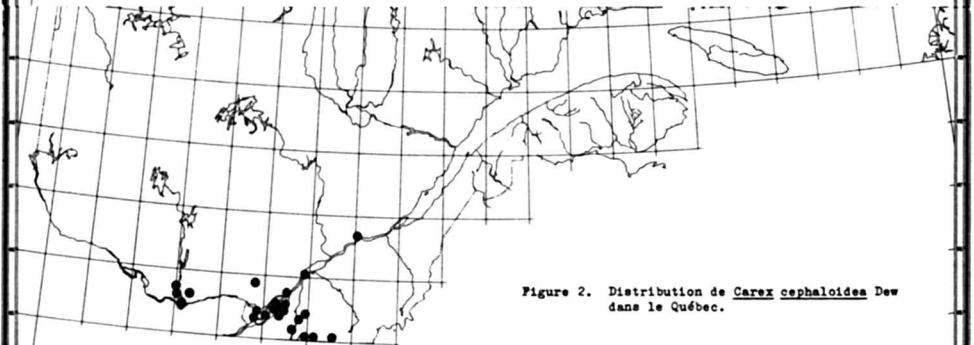 Figure 2. Distribution de Carex cephaloidea Dew
dans le Québec.